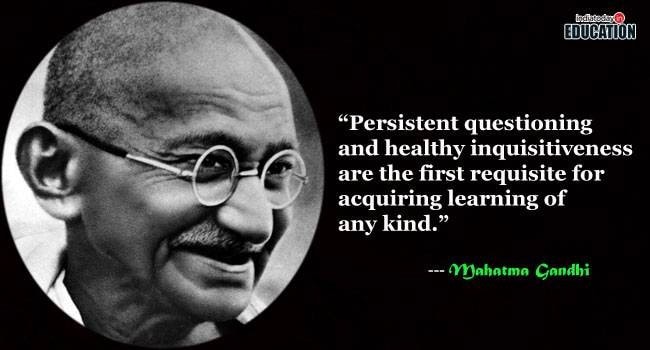 indiatoday.in
EDUCATION
“Persistent questioning
and healthy inquisitiveness
are the first requisite for
acquiring learning of
any kind.”
--- Mahatma Gandhi